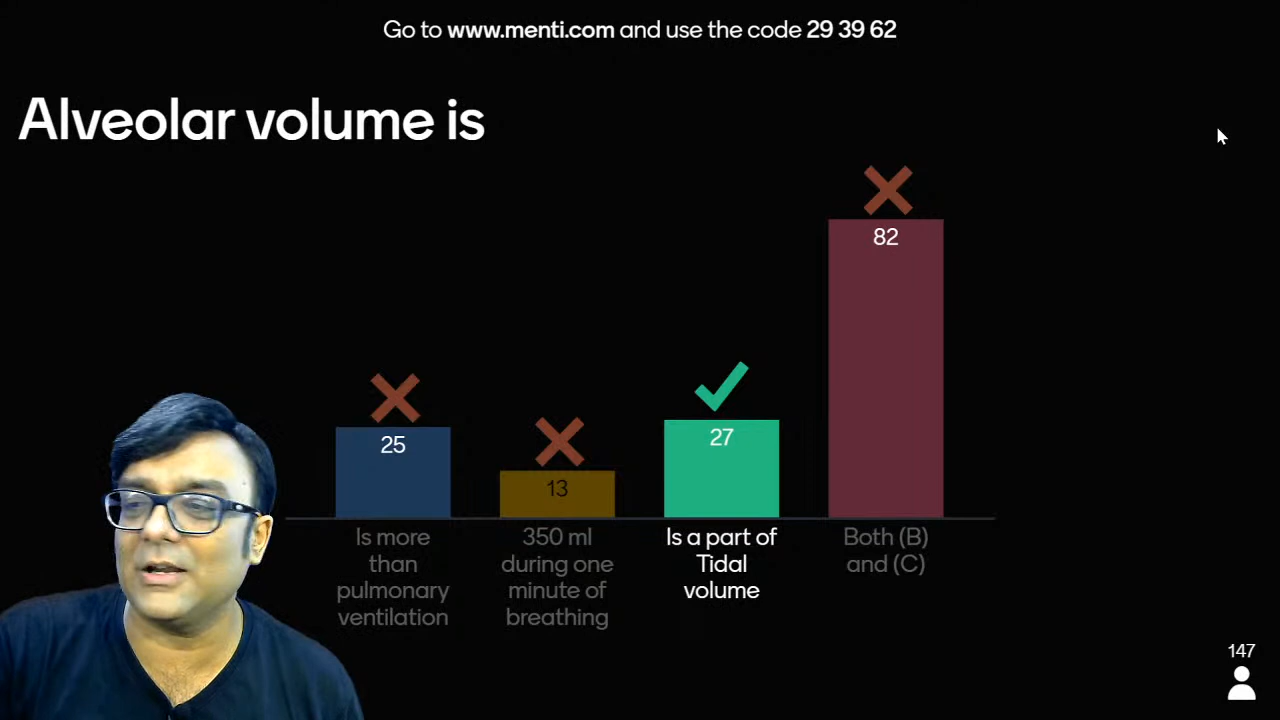 Go to www.menti.com and use the code 29 39 62
Alveolar volume is
82
25
27
13
Is more
than
pulmonary
ventilation
350 ml
during one
minute of
breathing
Is a part of
Tidal
volume
Both (B)
and (C)
147